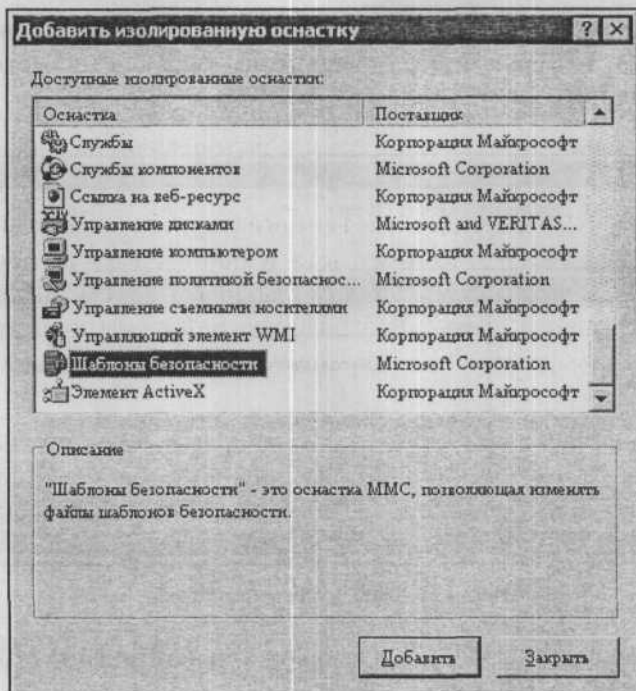 Добавить изолированную оснастку
Доступные изолированные оснастки:
Оснастка Поставщик
Службы Корпорация Майкрософт
Службы компонентов Microsoft Corporation
Ссылка на веб-ресурс Корпорация Майкрософт
Управление дисками Microsoft and VERITAS...
Управление компьютером Корпорация Майкрософт
Управление политикой безопаснос... Microsoft Corporation
Управление съемными носителями Корпорация Майкрософт
Управляющий элемент WMI Корпорация Майкрософт
Шаблоны безопасности Microsoft Corporation
Элемент ActiveX Корпорация Майкрософт
Описание
"Шаблоны безопасности" - это оснастка MMC, позволяющая изменять
файлы шаблонов безопасности.
Добавить Закрыть